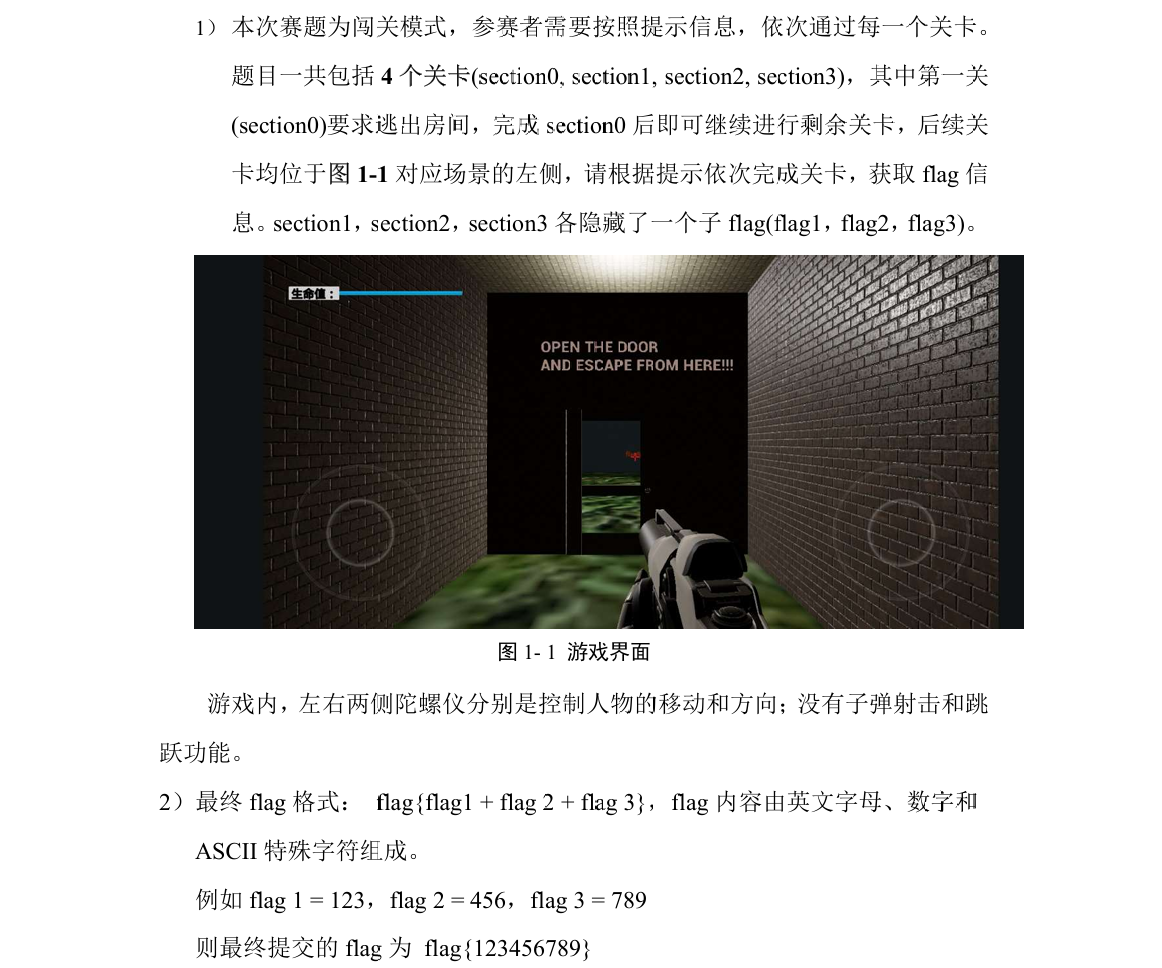 1） 本次赛题为闯关模式，参赛者需要按照提示信息，依次通过每一个关卡。
题目一共包括 4 个关卡(section0, section1, section2, section3)，其中第一关
(section0)要求逃出房间，完成 section0 后即可继续进行剩余关卡，后续关
卡均位于图 1-1 对应场景的左侧，请根据提示依次完成关卡，获取 flag 信
息。section1，section2，section3 各隐藏了一个子 flag(flag1，flag2，flag3)。
生命值：
OPEN THE DOOR
AND ESCAPE FROM HERE!!!
图 1- 1 游戏界面
游戏内，左右两侧陀螺仪分别是控制人物的移动和方向；没有子弹射击和跳
跃功能。
2）最终 flag 格式： flag{flag1 + flag 2 + flag 3}，flag 内容由英文字母、数字和
ASCII 特殊字符组成。
例如 flag 1 = 123，flag 2 = 456，flag 3 = 789
则最终提交的 flag 为 flag{123456789}